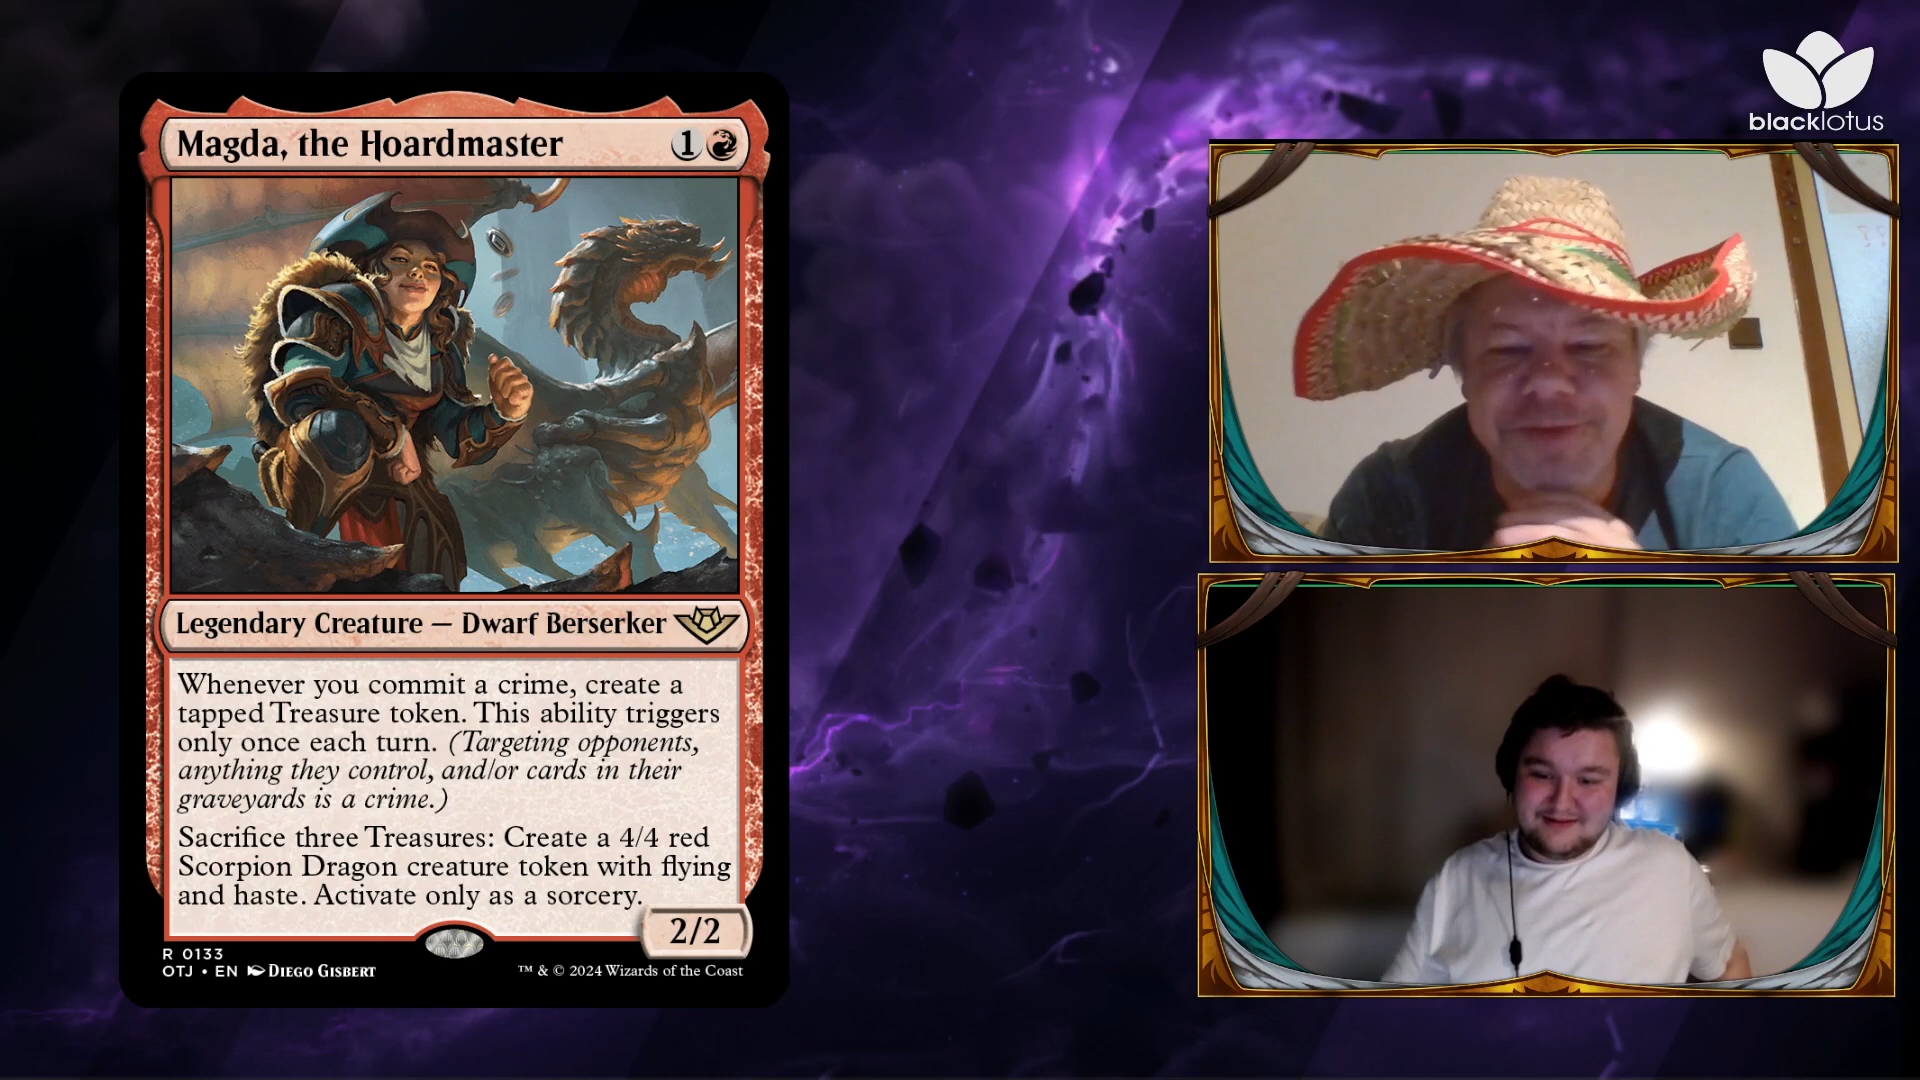 Magda, the Hoardmaster 1
Legendary Creature — Dwarf Berserker
Whenever you commit a crime, create a
tapped Treasure token. This ability triggers
only once each turn. (Targeting opponents,
anything they control, and/or cards in their
graveyards is a crime.)
Sacrifice three Treasures: Create a 4/4 red
Scorpion Dragon creature token with flying
and haste. Activate only as a sorcery.
2/2
R 0133
OTJ • EN DIEGO GISBERT
™ & © 2024 Wizards of the Coast
blacklotus